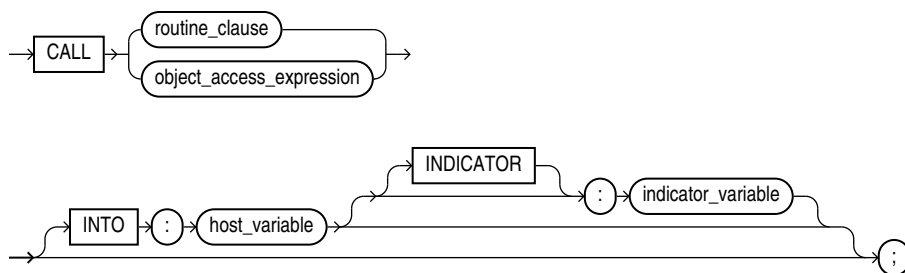 CALL routine_clause
object_access_expression
INDICATOR
INTO : host_variable : indicator_variable
;